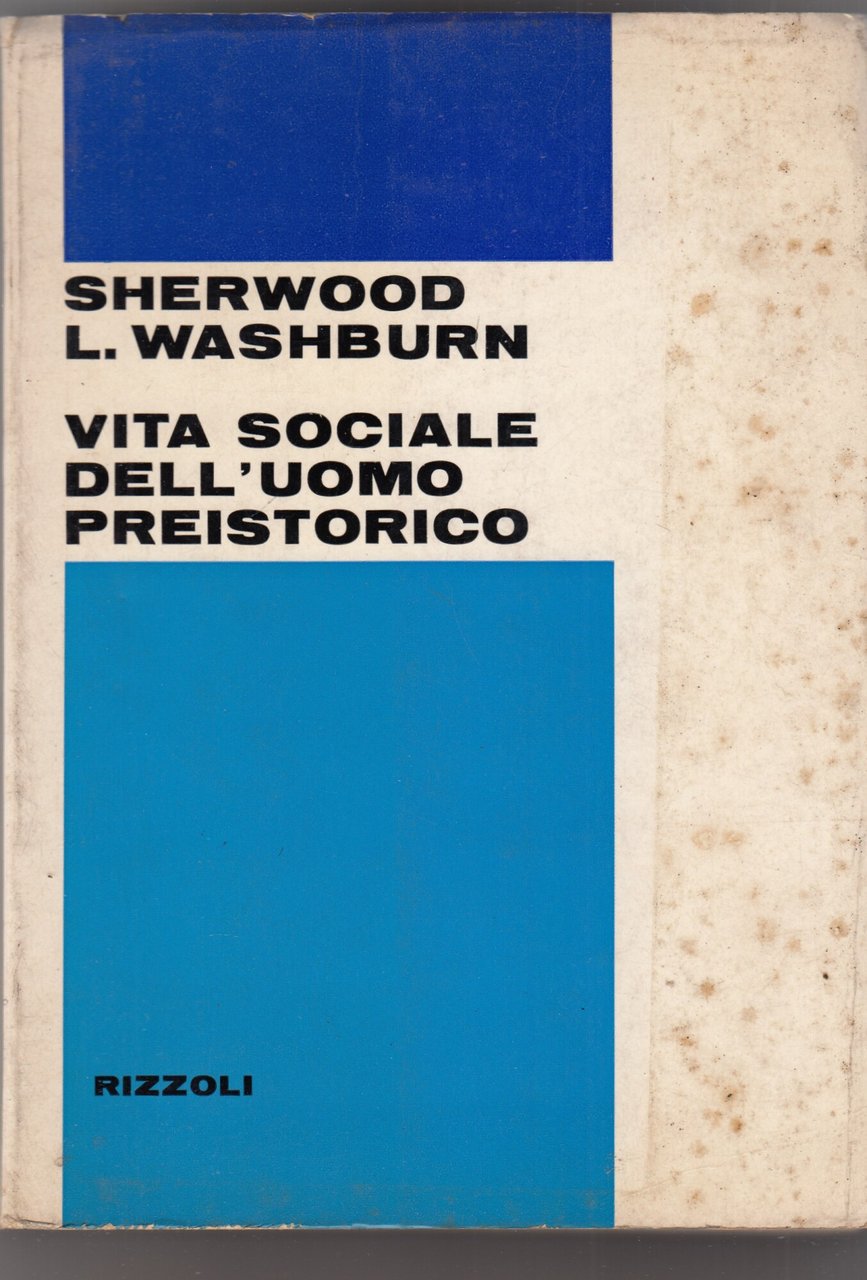 SHERWOOD
L. WASHBURN
VITA SOCIALE
DELL'UOMO
PREISTORICO
RIZZOLI